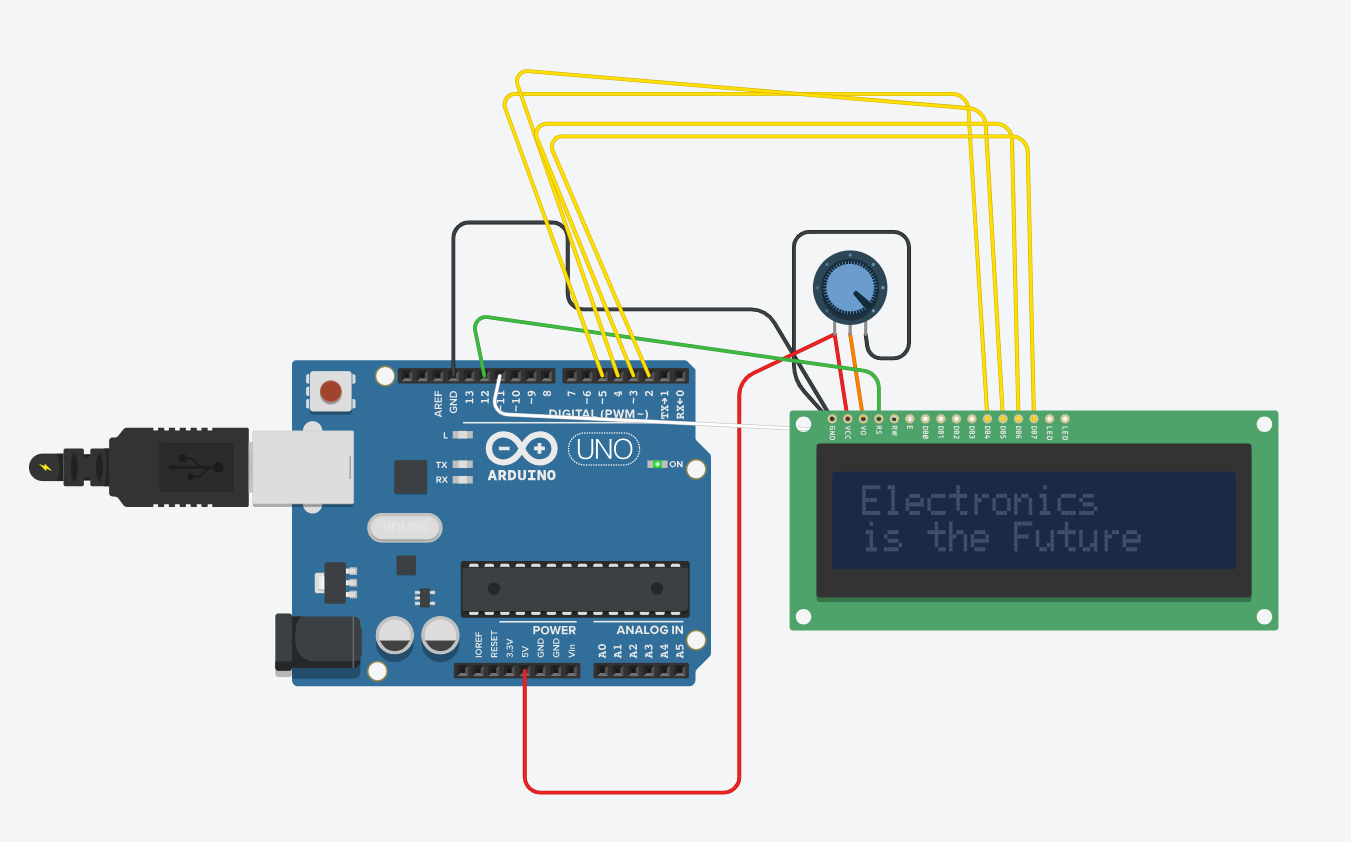 AREF
GND
13
12
~11
~10
~9
8
7
~6
~5
4
~3
2
TX→1
RX←0
DIGITAL (PWM~)
L
TX
RX
ARDUINO
UNO
ON
POWER
ANALOG IN
IOREF
RESET
3.3V
5V
GND
GND
Vin
A0
A1
A2
A3
A4
A5
GND
VCC
VO
RS
RW
E
DB0
DB1
DB2
DB3
DB4
DB5
DB6
DB7
LED
LED
Electronics
is the Future